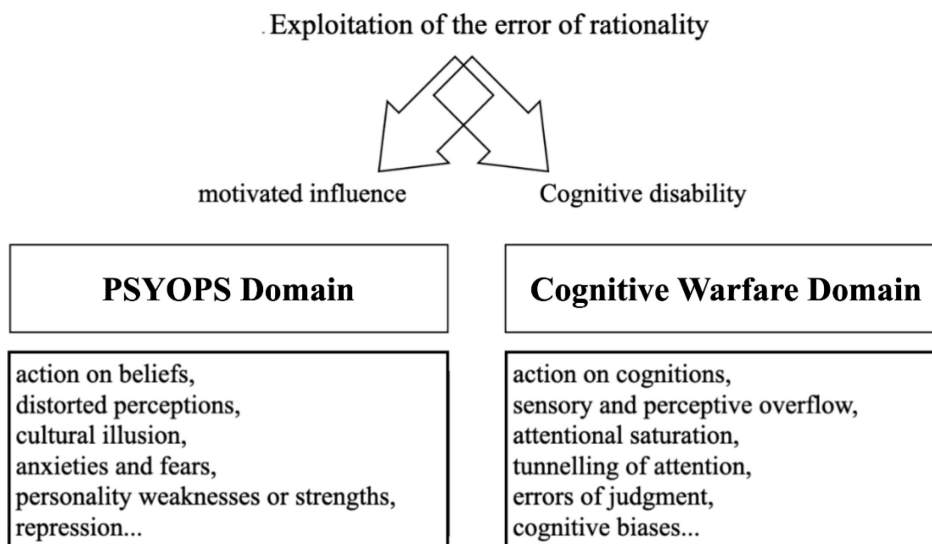 . Exploitation of the error of rationality
motivated influence
Cognitive disability
PSYOPS Domain
Cognitive Warfare Domain
action on beliefs,
distorted perceptions,
cultural illusion,
anxieties and fears,
personality weaknesses or strengths,
repression...
action on cognitions,
sensory and perceptive overflow,
attentional saturation,
tunnelling of attention,
errors of judgment,
cognitive biases...